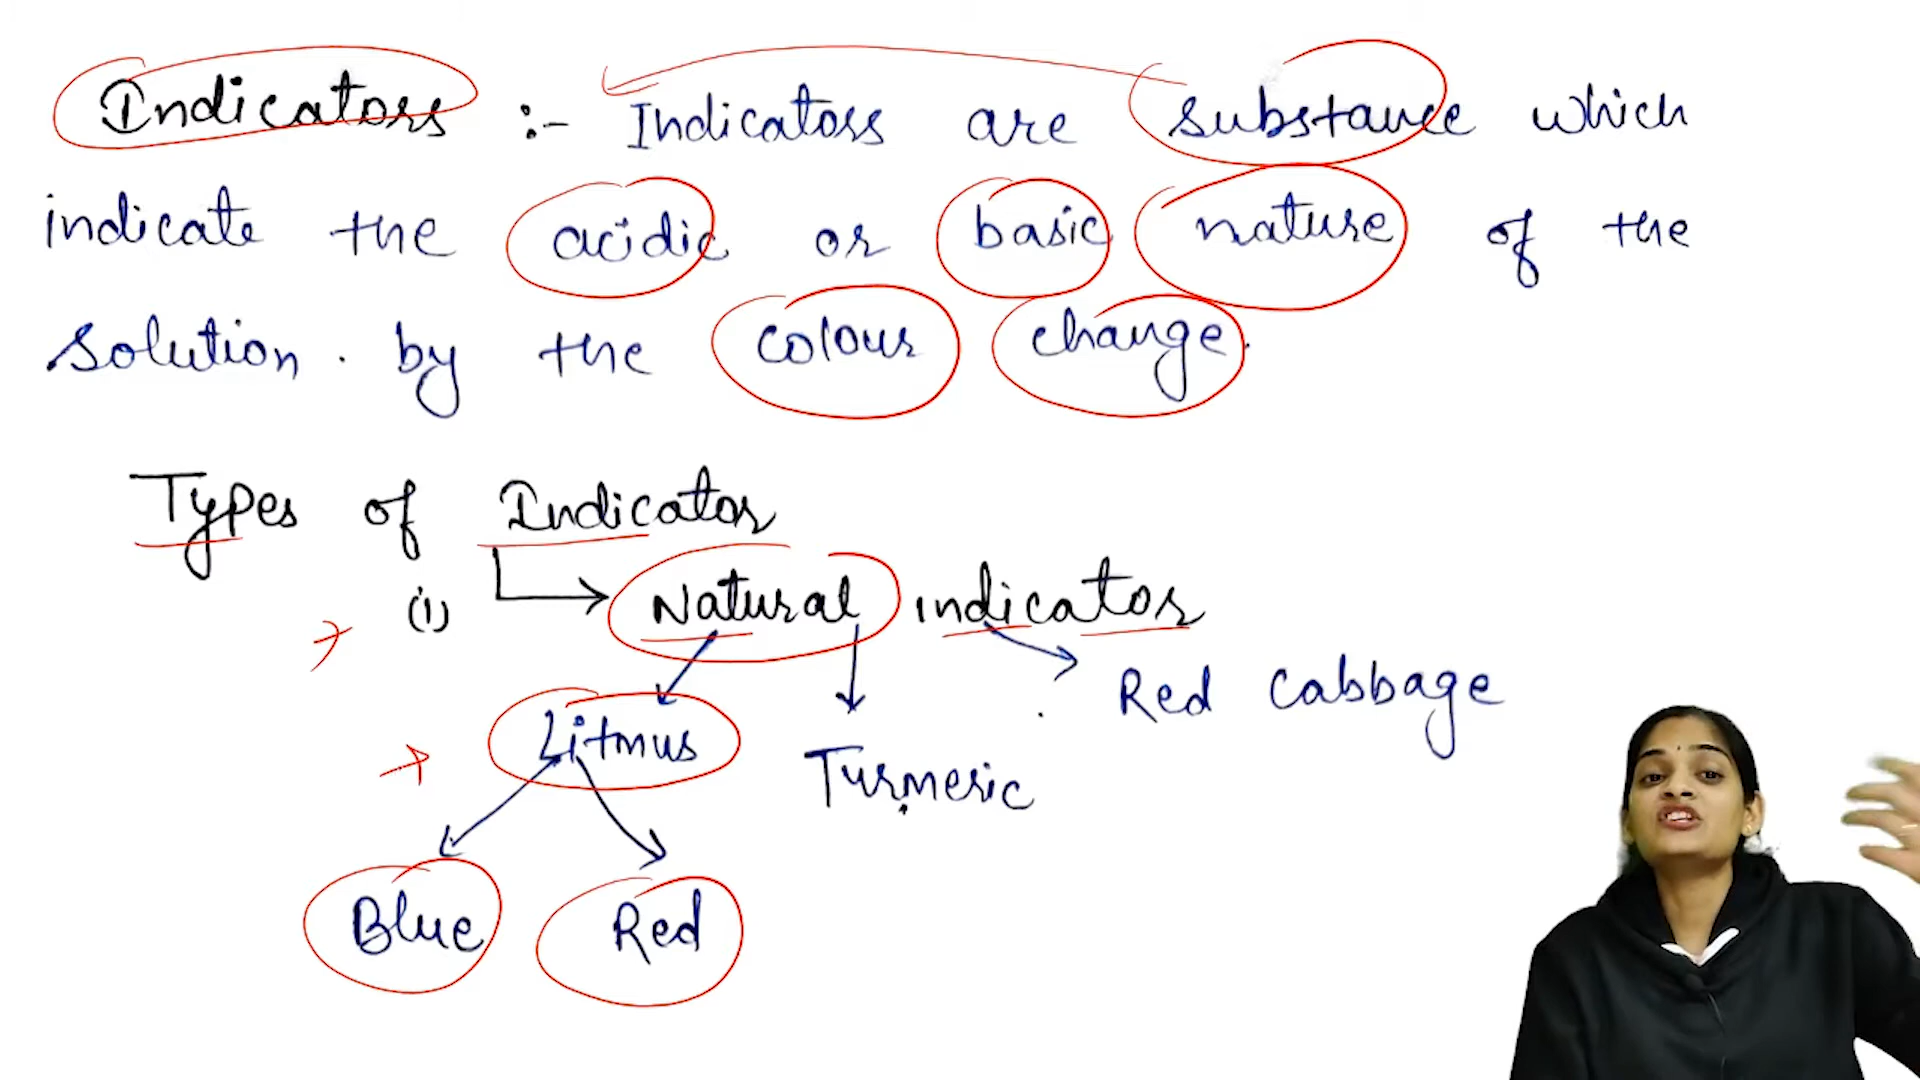 Indicators :- Indicators are substance which
indicate the acidic or basic nature of the
solution . by the colour change.
Types of Indicator
(1) Natural indicator
Litmus Turmeric Red Cabbage
Blue Red